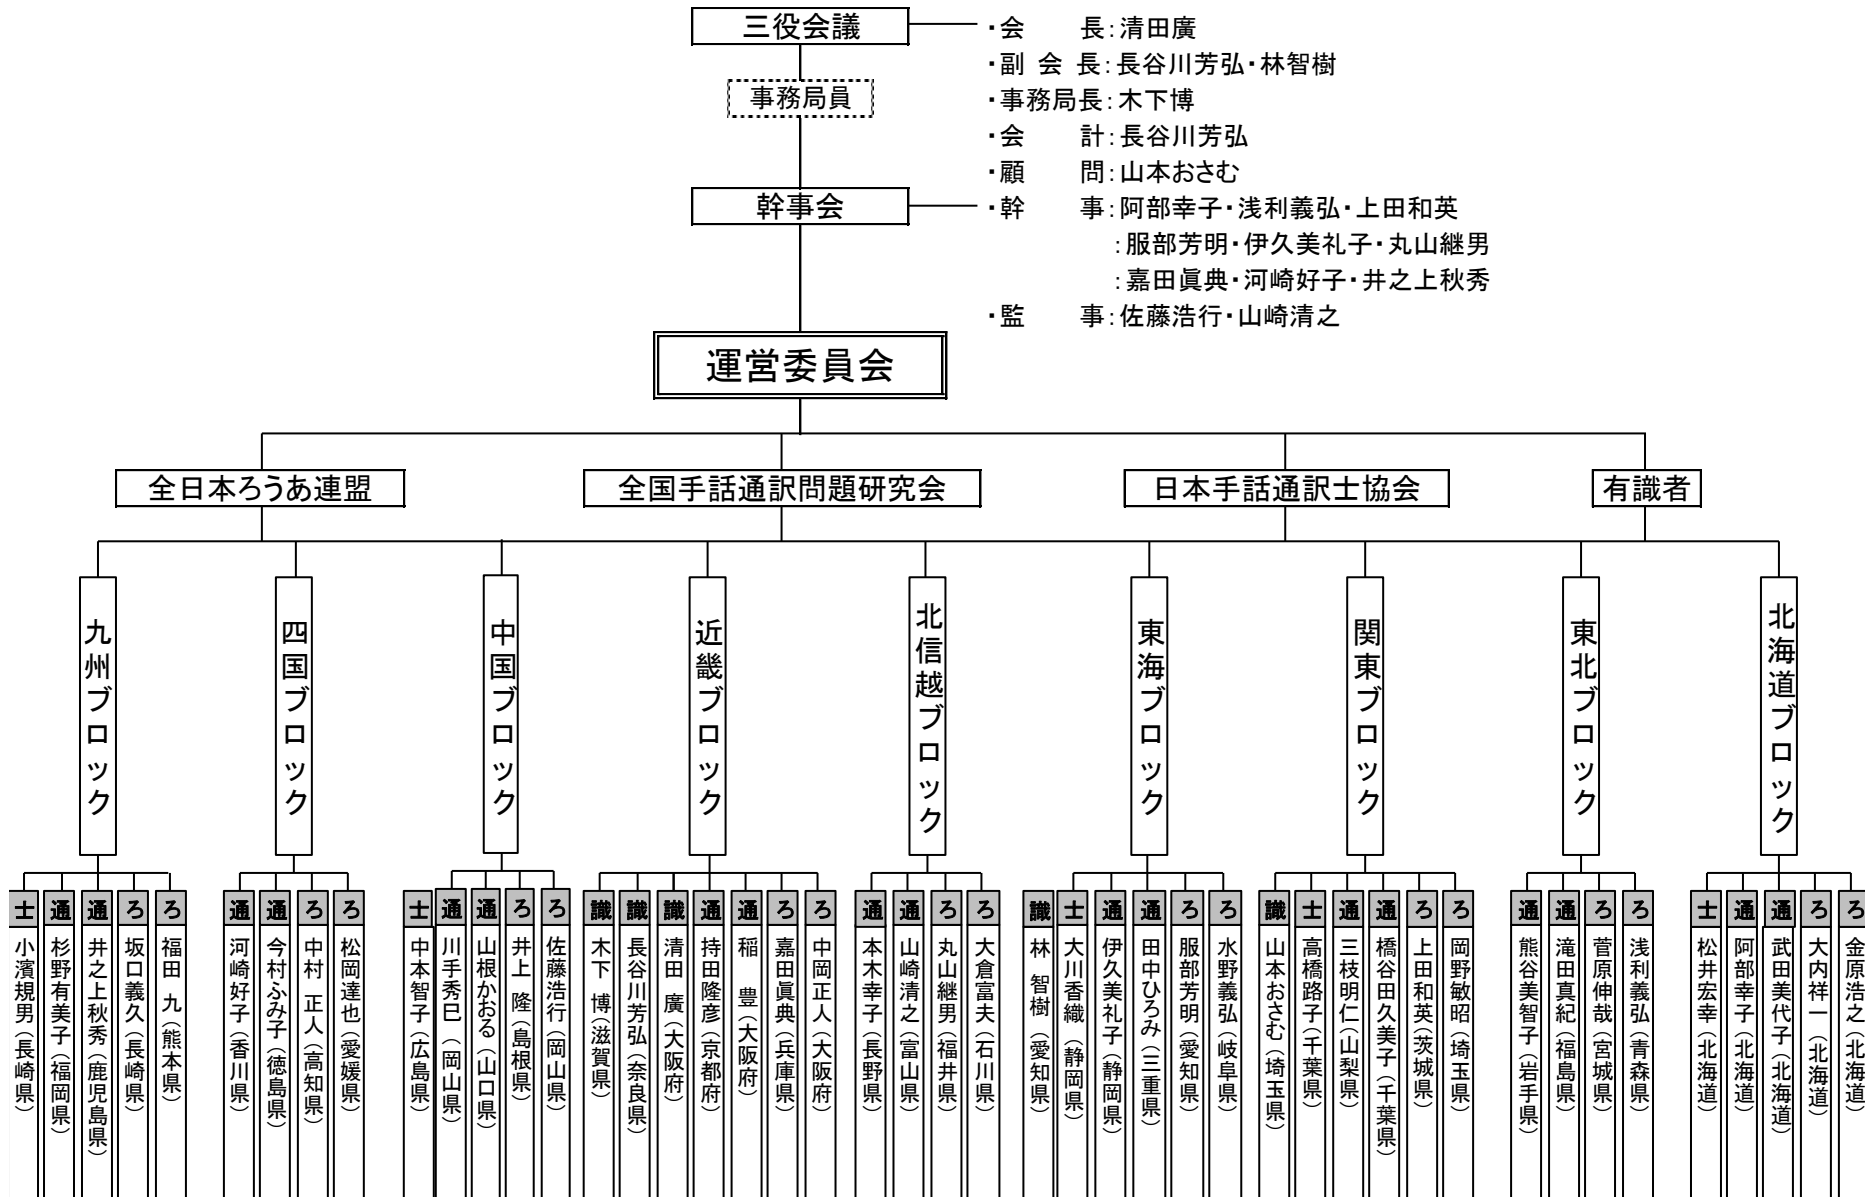 三役会議
・会　　長：清田廣
・副 会 長：長谷川芳弘・林智樹
事務局員
・事務局長：木下博
・会　　計：長谷川芳弘
・顧　　問：山本おさむ
幹事会
・幹　　事：阿部幸子・浅利義弘・上田和英
：服部芳明・伊久美礼子・丸山継男
：嘉田眞典・河崎好子・井之上秋秀
・監　　事：佐藤浩行・山崎清之
運営委員会
全日本ろうあ連盟
全国手話通訳問題研究会
日本手話通訳士協会
有識者
九州ブロック
四国ブロック
中国ブロック
近畿ブロック
北信越ブロック
東海ブロック
関東ブロック
東北ブロック
北海道ブロック
士 小濱規男（長崎県）
通 杉野有美子（福岡県）
通 井之上秋秀（鹿児島県）
ろ 坂口義久（長崎県）
ろ 福田 九（熊本県）
通 河崎好子（香川県）
通 今村ふみ子（徳島県）
ろ 中村 正人（高知県）
ろ 松岡達也（愛媛県）
士 中本智子（広島県）
通 川手秀巳（岡山県）
通 山根かおる（山口県）
ろ 井上 隆（島根県）
ろ 佐藤浩行（岡山県）
識 木下 博（滋賀県）
識 長谷川芳弘（奈良県）
識 清田 廣（大阪府）
通 持田隆彦（京都府）
通 稲　豊（大阪府）
ろ 嘉田眞典（兵庫県）
ろ 中岡正人（大阪府）
通 本木幸子（長野県）
通 山崎清之（富山県）
ろ 丸山継男（福井県）
ろ 大倉富夫（石川県）
識 林 智樹（愛知県）
士 大川香織（静岡県）
通 伊久美礼子（静岡県）
通 田中ひろみ（三重県）
ろ 服部芳明（愛知県）
ろ 水野義弘（岐阜県）
識 山本おさむ（埼玉県）
士 高橋路子（千葉県）
通 三枝明仁（山梨県）
通 橋谷田久美子（千葉県）
ろ 上田和英（茨城県）
ろ 岡野敏昭（埼玉県）
通 熊谷美智子（岩手県）
通 滝田真紀（福島県）
ろ 菅原伸哉（宮城県）
ろ 浅利義弘（青森県）
士 松井宏幸（北海道）
通 阿部幸子（北海道）
通 武田美代子（北海道）
ろ 大内祥一（北海道）
ろ 金原浩之（北海道）